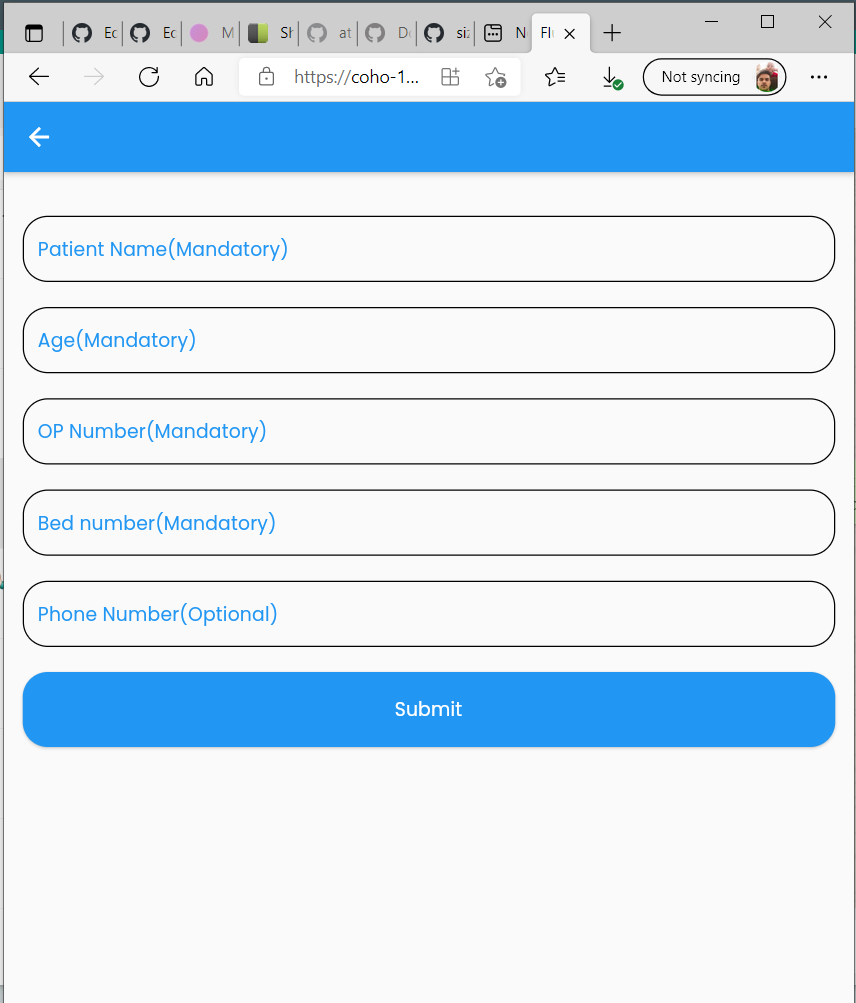 Ec
Ec
M
Sh
at
D
siz
N
Fl
https://coho-1...
Not syncing
Patient Name(Mandatory)
Age(Mandatory)
OP Number(Mandatory)
Bed number(Mandatory)
Phone Number(Optional)
Submit